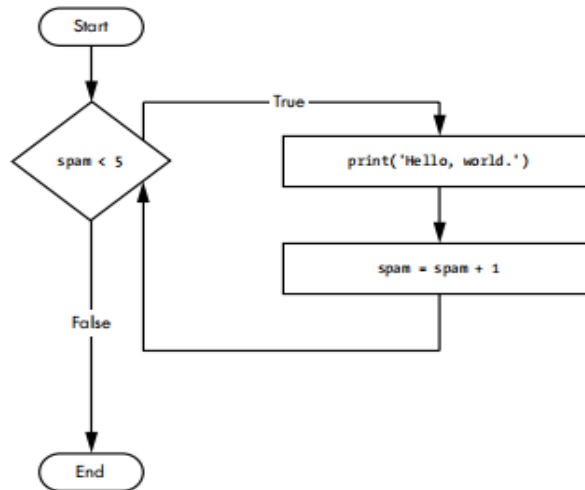 Start
True
spam < 5
print('Hello, world.')
spam = spam + 1
False
End